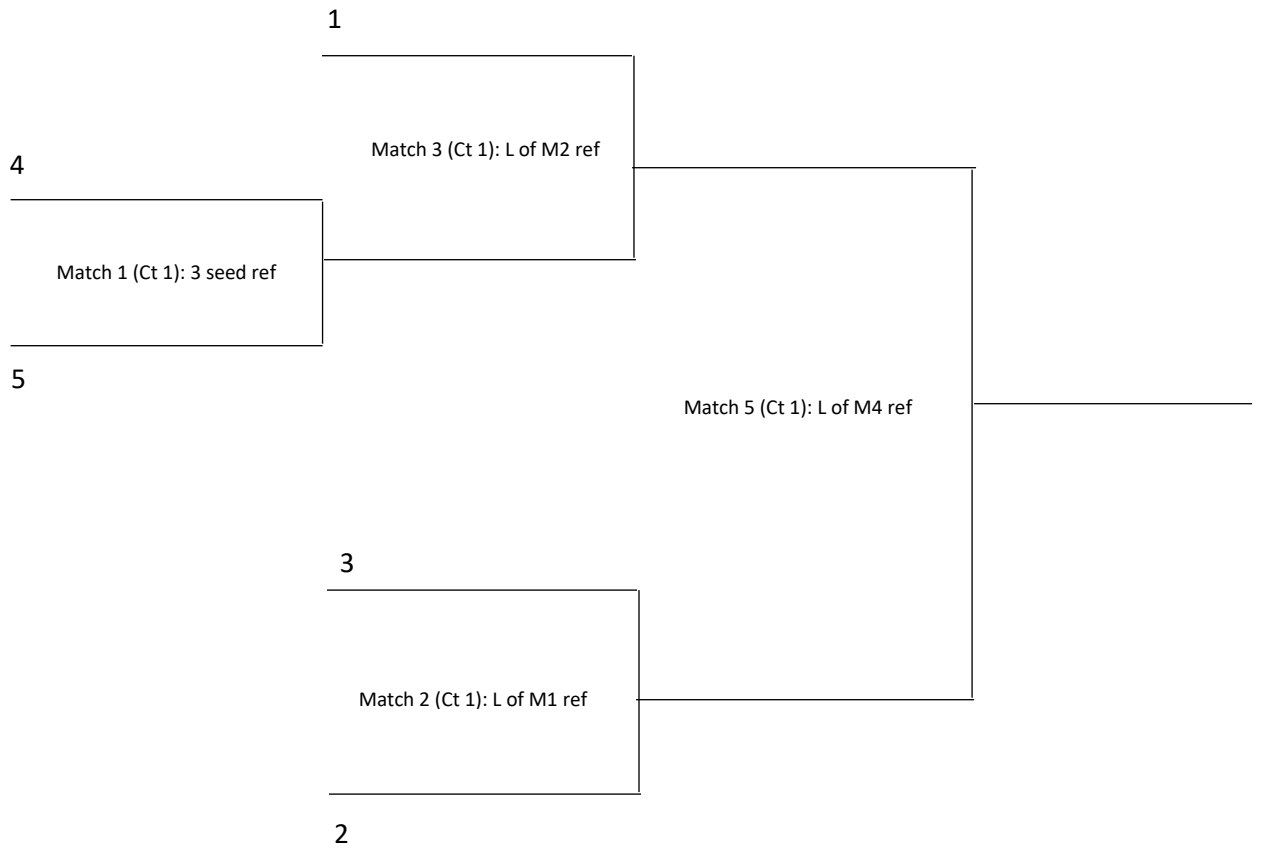 1
Match 3 (Ct 1): L of M2 ref
4
Match 1 (Ct 1): 3 seed ref
5
Match 5 (Ct 1): L of M4 ref
3
Match 2 (Ct 1): L of M1 ref
2